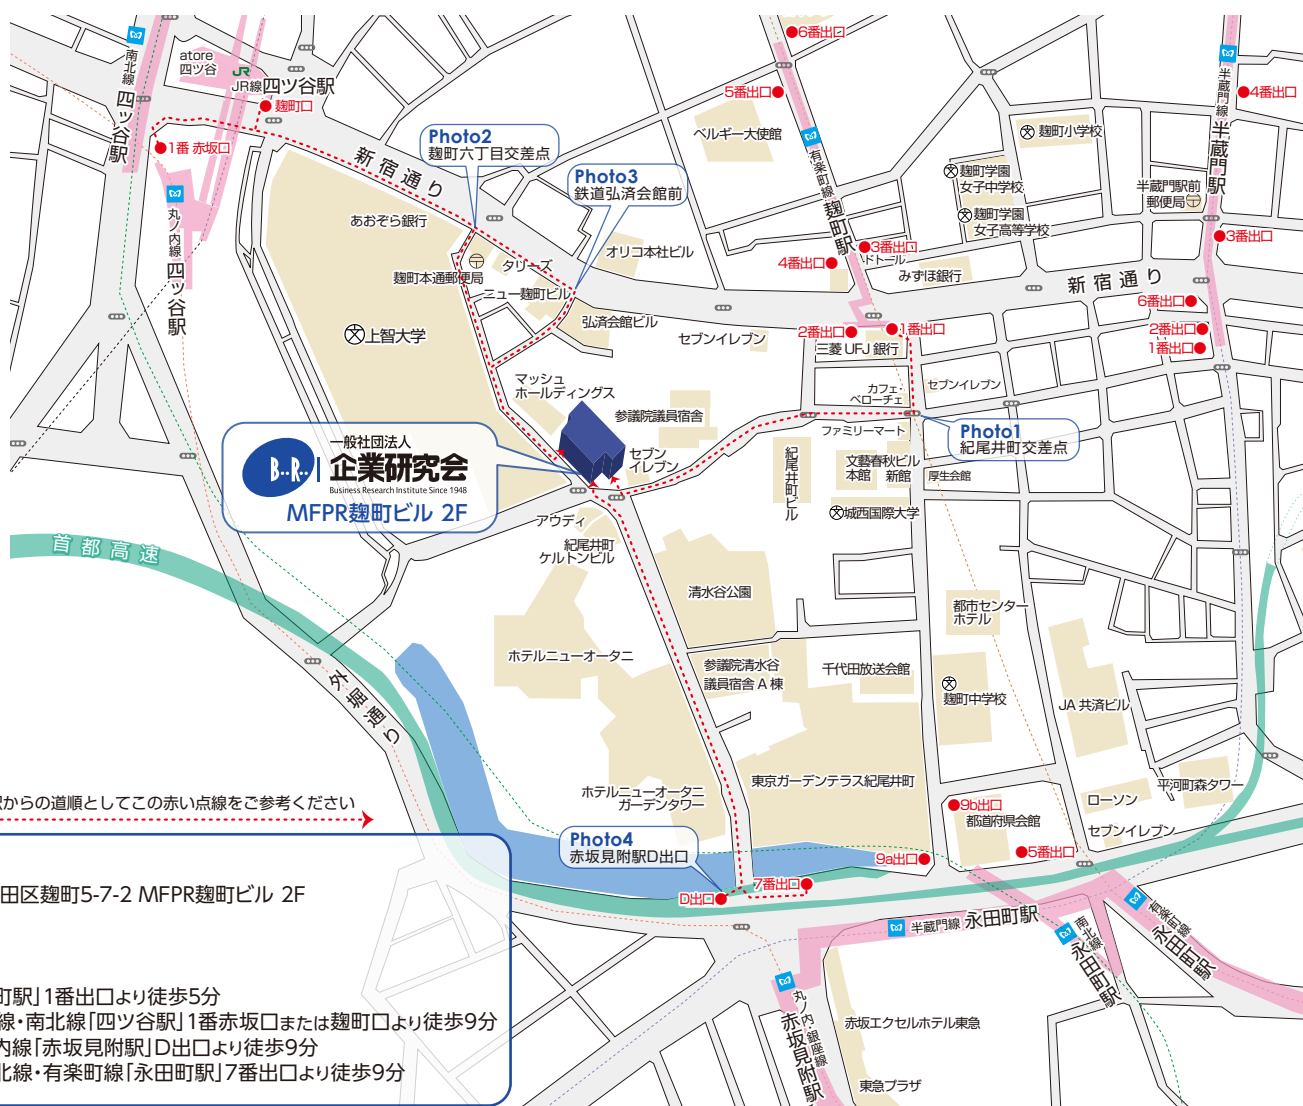 6番出口
南北線
四ツ谷駅
atore
四ツ谷
JR
JR線 四ツ谷駅
麹町口
1番 赤坂口
半蔵門線
半蔵門駅
4番出口
5番出口
ベルギー大使館
麹町小学校
Photo2
麹町六丁目交差点
新宿通り
有楽町線
麹町駅
麹町学園
女子中学校
Photo3
鉄道弘済会館前
半蔵門駅前
郵便局
丸ノ内線
四ツ谷駅
あおぞら銀行
麹町学園
女子高等学校
3番出口
3番出口
オリコ本社ビル
ドトール
4番出口
タリーズ
麹町本通郵便局
みずほ銀行
新宿通り
ニュー麹町ビル
6番出口
弘済会館ビル
上智大学
セブンイレブン
2番出口
1番出口
2番出口
三菱UFJ銀行
1番出口
マッシュ
ホールディングス
カフェ・
ベローチェ
セブンイレブン
参議院議員宿舎
ファミリーマート
Photo1
紀尾井町交差点
一般社団法人
B..R..
企業研究会
Business Research Institute Since 1948
MFPR麹町ビル 2F
セブン
イレブン
紀尾井町ビル
文藝春秋ビル
本館 新館
厚生会館
城西国際大学
アウディ
紀尾井町
ケルトンビル
首都高速
清水谷公園
都市センター
ホテル
ホテルニューオータニ
参議院清水谷
議員宿舎 A 棟
千代田放送会館
外堀通り
麹町中学校
JA 共済ビル
東京ガーデンテラス紀尾井町
ホテルニューオータニ
ガーデンタワー
平河町森タワー
ローソン
9b出口
都道府県会館
からの道順としてこの赤い点線をご参考ください
セブンイレブン
Photo4
赤坂見附駅D出口
5番出口
9a出口
7番出口
D出口
田区麹町5-7-2 MFPR麹町ビル 2F
半蔵門線 永田町駅
南北線
永田町駅
有楽町線
永田町駅
丸ノ内・銀座線
赤坂見附駅
町駅」1番出口より徒歩5分
線・南北線「四ツ谷駅」1番赤坂口または麹町口より徒歩9分
内線「赤坂見附駅」D出口より徒歩9分
北線・有楽町線「永田町駅」7番出口より徒歩9分
赤坂エクセルホテル東急
東急プラザ